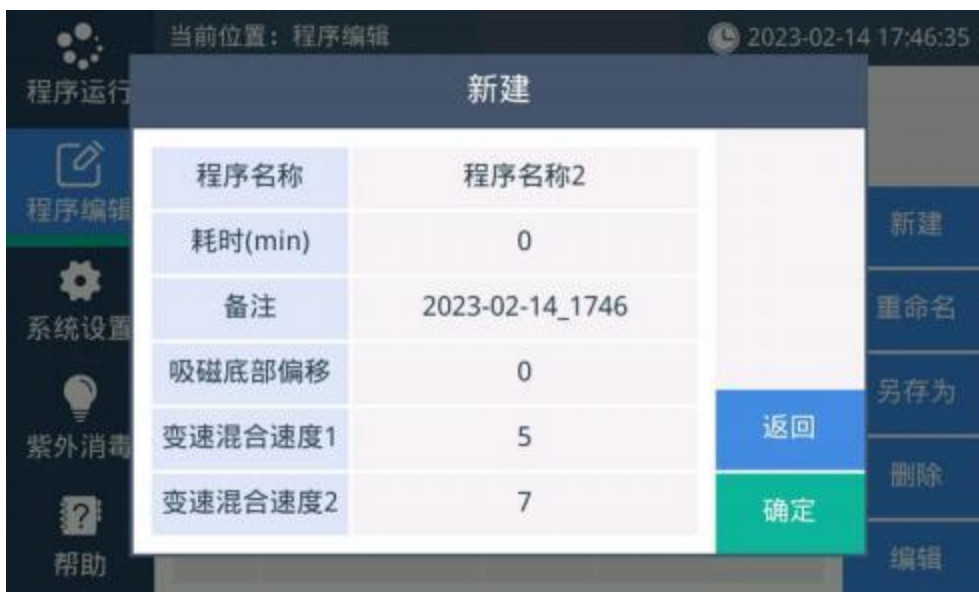 当前位置：程序编辑
2023-02-14 17:46:35
程序运行
程序编辑
系统设置
紫外消毒
帮助
新建
程序名称 程序名称2
耗时(min) 0
备注 2023-02-14_1746
吸磁底部偏移 0
变速混合速度1 5
变速混合速度2 7
返回
确定
新建
重命名
另存为
删除
编辑